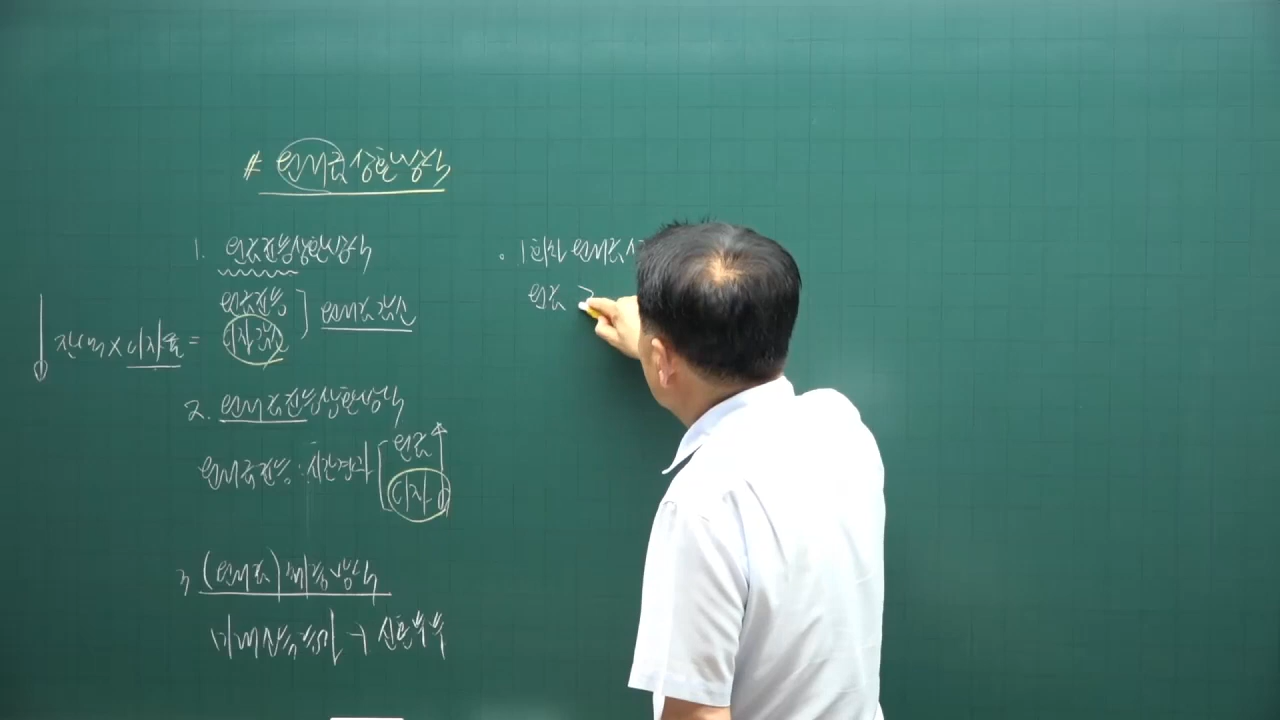 # 원리금상환방식
1. 원금균등상환방식
원금균등
이자감소
원리금감소
잔액×이자율=
2. 원리금균등상환방식
원리금균등 : 시간경과
원금↑
이자↓
3. (원리금) 체증방식
미래소득증가 → 신혼부부
· 1회차 원리금
원금